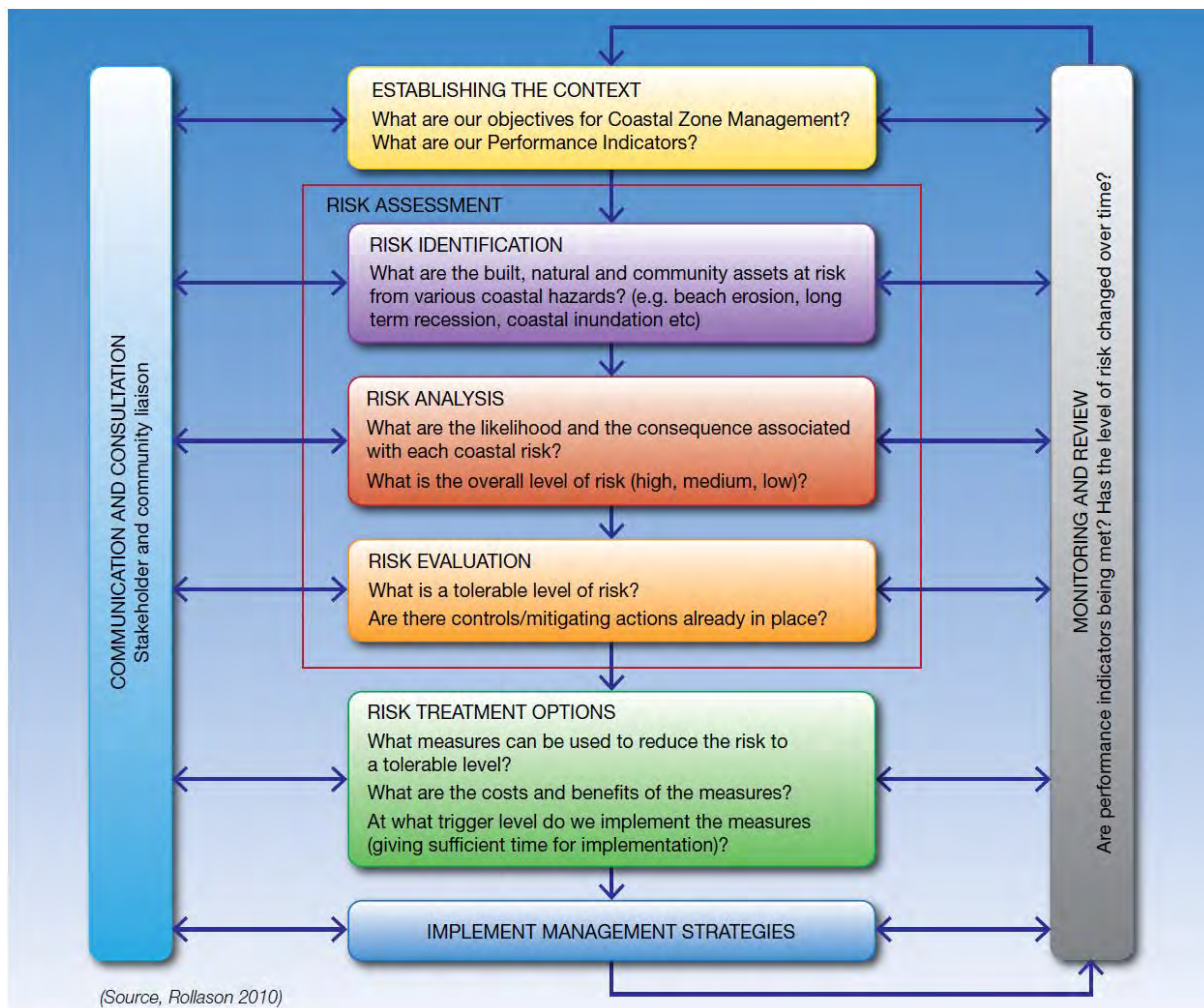 ESTABLISHING THE CONTEXT
What are our objectives for Coastal Zone Management?
What are our Performance Indicators?
RISK ASSESSMENT
RISK IDENTIFICATION
What are the built, natural and community assets at risk
from various coastal hazards? (e.g. beach erosion, long
term recession, coastal inundation etc)
RISK ANALYSIS
What are the likelihood and the consequence associated
with each coastal risk?
What is the overall level of risk (high, medium, low)?
RISK EVALUATION
What is a tolerable level of risk?
Are there controls/mitigating actions already in place?
RISK TREATMENT OPTIONS
What measures can be used to reduce the risk to
a tolerable level?
What are the costs and benefits of the measures?
At what trigger level do we implement the measures
(giving sufficient time for implementation)?
IMPLEMENT MANAGEMENT STRATEGIES
COMMUNICATION AND CONSULTATION
Stakeholder and community liaison
MONITORING AND REVIEW
Are performance indicators being met? Has the level of risk changed over time?
(Source, Rollason 2010)